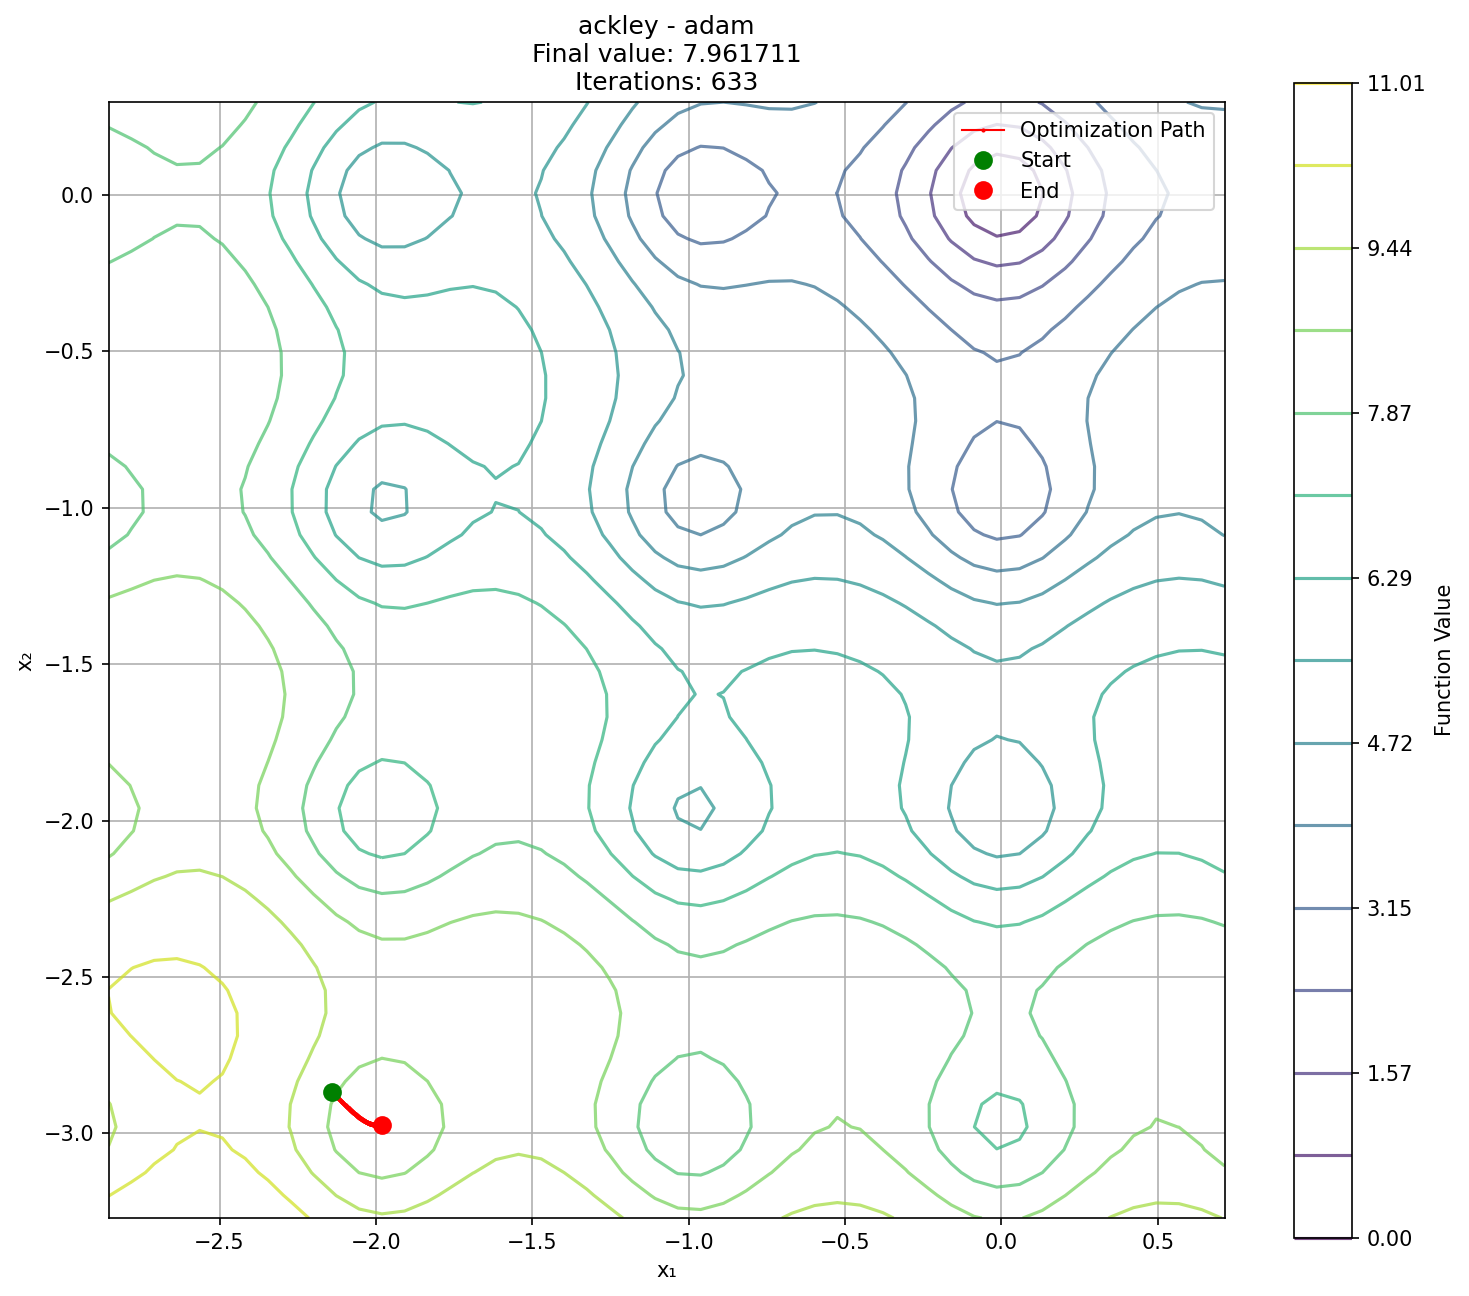 ackley - adam
Final value: 7.961711
Iterations: 633
Optimization Path
Start
End
0.0
−0.5
−1.0
−1.5
−2.0
−2.5
−3.0
x₂
−2.5
−2.0
−1.5
−1.0
−0.5
0.0
0.5
x₁
11.01
9.44
7.87
6.29
4.72
3.15
1.57
0.00
Function Value